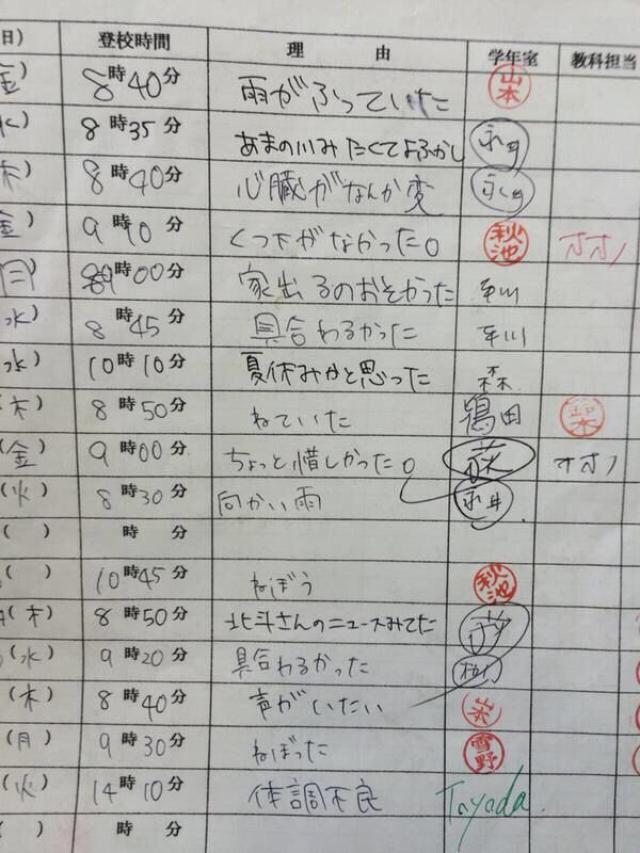 日) 登校時間 理由 学年室 教科担当
金) 8時40分 雨がふっていた 山本
水) 8時35分 あまの川みたくてよふかし 永井
木) 8時40分 心臓がなんか変
金) 9時10分 くつ下がなかった。 秋池
月) 9時00分 家出るのおそかった
水) 8時45分 具合わるかった
水) 10時10分 夏休みかと思った 森
木) 8時50分 ねていた 鶴田 鈴木
(金) 9時00分 ちょっと惜しかった。
(火) 8時30分 向かい雨 永井
( ) 時 分
( ) 10時45分 ねぼう 秋池
(木) 8時50分 北斗さんのニュースみてた
(水) 9時20分 具合わるかった
(木) 8時40分 声がいたい
(月) 9時30分 ねぼった 雪野
(火) 14時10分 体調不良 Toyoda
( ) 時 分